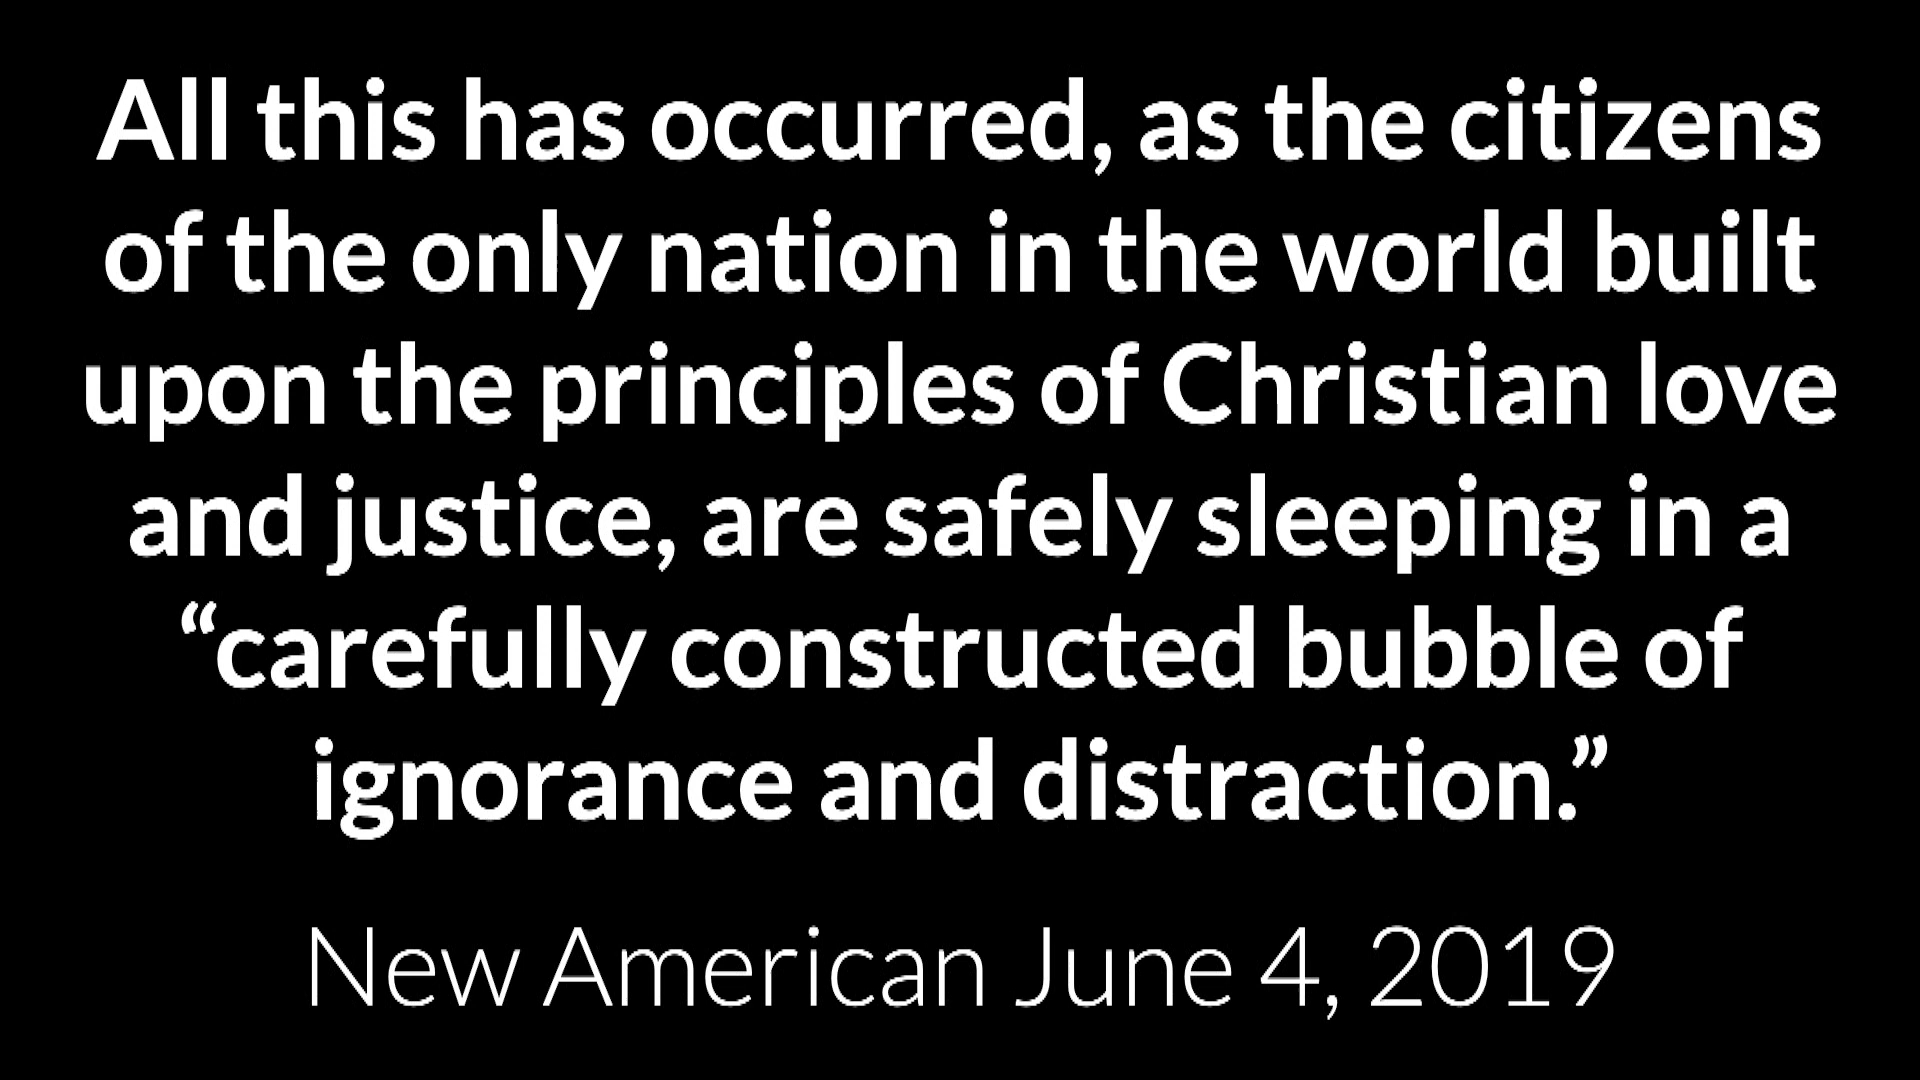 All this has occurred, as the citizens
of the only nation in the world built
upon the principles of Christian love
and justice, are safely sleeping in a
“carefully constructed bubble of
ignorance and distraction.”
New American June 4, 2019